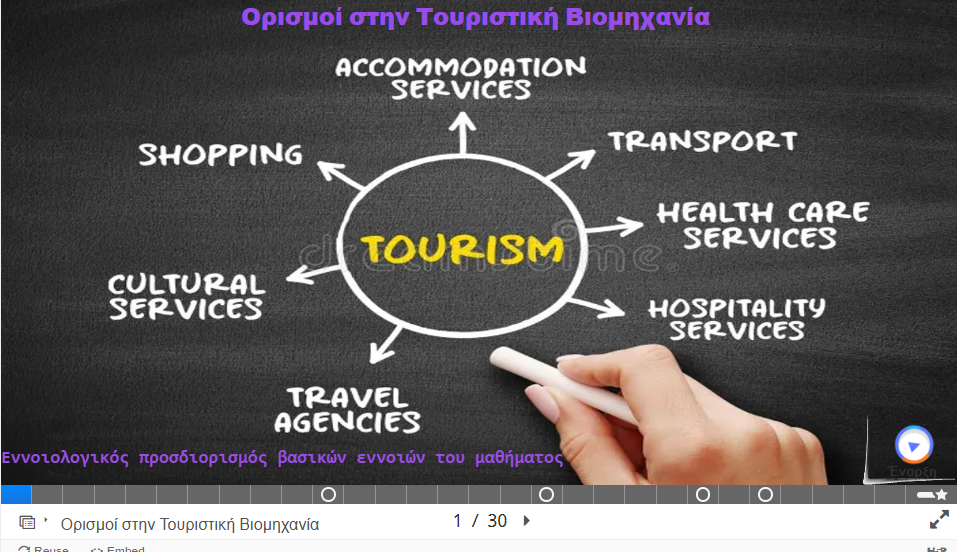 Ορισμοί στην Τουριστική Βιομηχανία
ACCOMMODATION
SERVICES
TRANSPORT
SHOPPING
HEALTH CARE
SERVICES
TOURISM
CULTURAL
SERVICES
HOSPITALITY
SERVICES
TRAVEL
AGENCIES
Εννοιολογικός προσδιορισμός βασικών εννοιών του μαθήματος
Έναρξη
Ορισμοί στην Τουριστική Βιομηχανία
1 / 30
Reuse
<> Embed